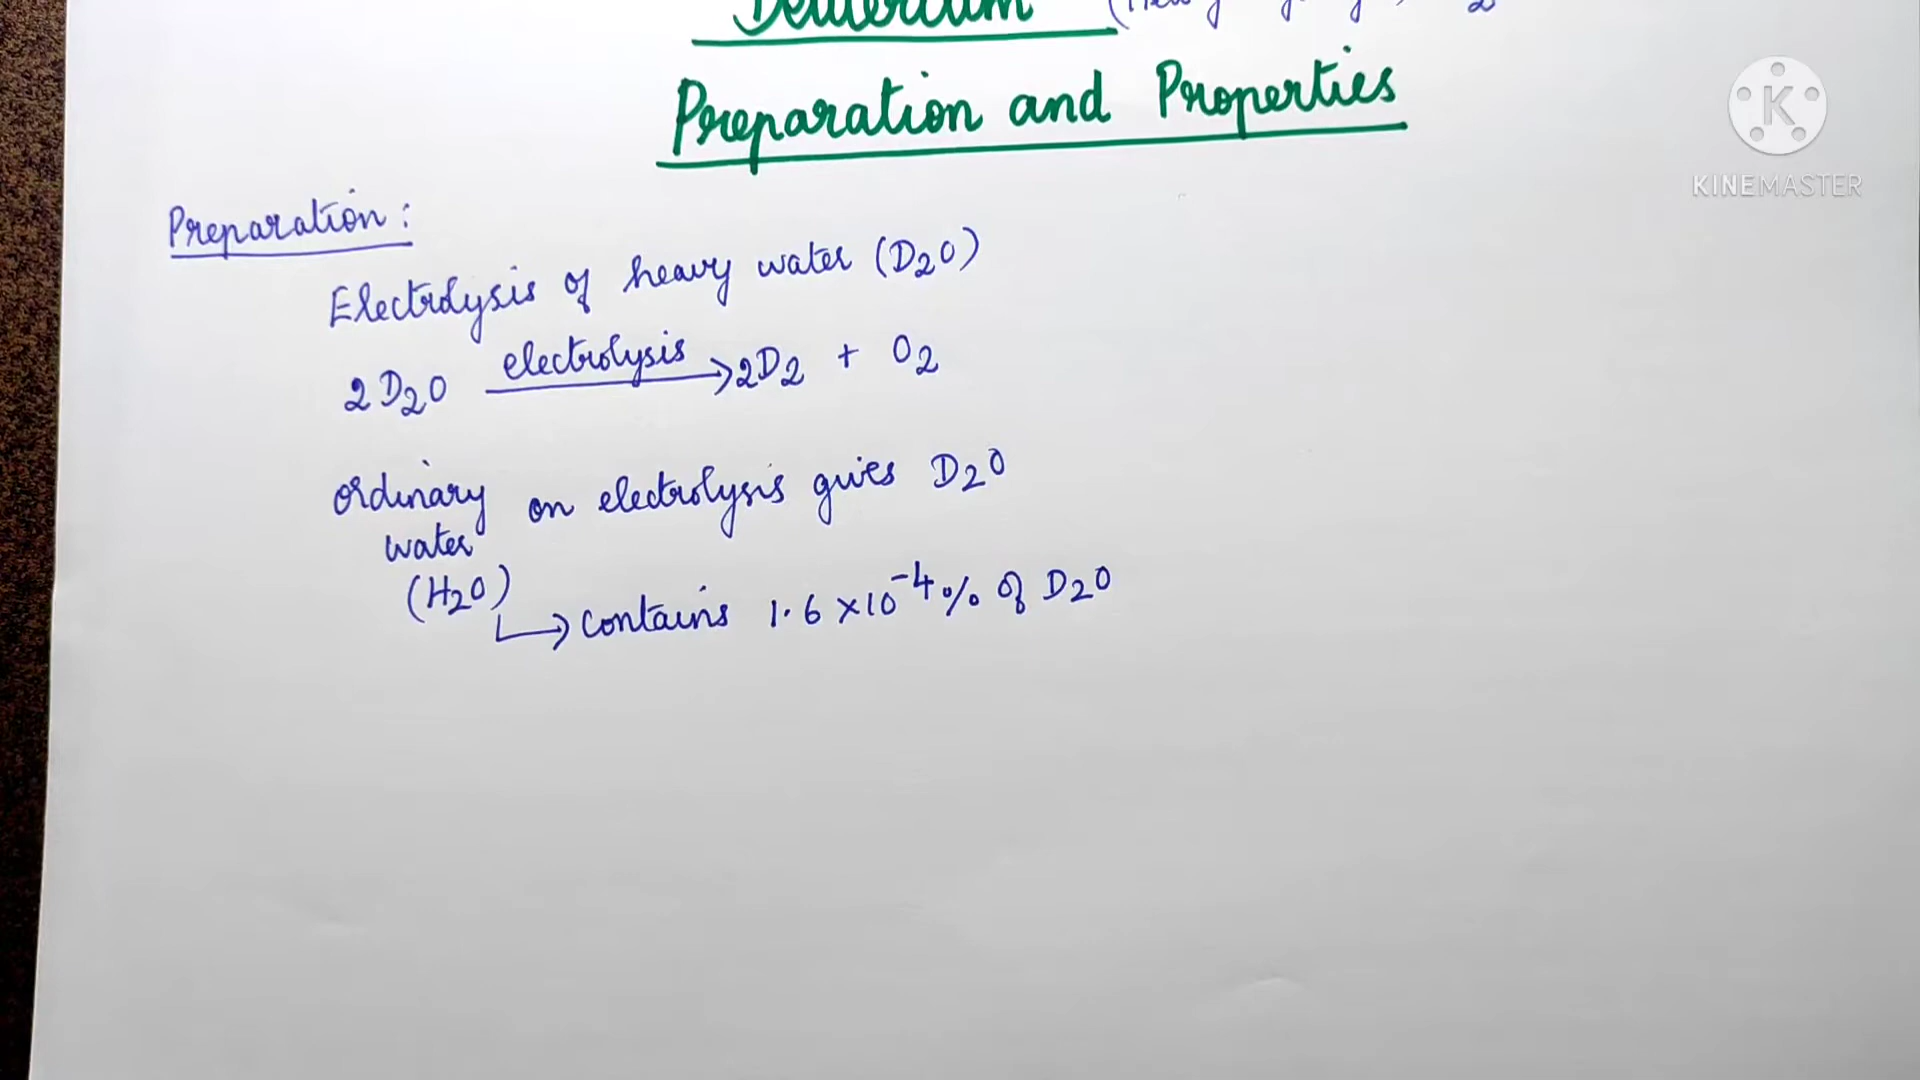 Deuterium
Preparation and Properties
KINEMASTER
Preparation:
Electrolysis of heavy water (D2O)
2D2O electrolysis → 2D2 + O2
Ordinary on electrolysis gives D2O
water
(H2O)
↳ contains 1.6 ×10⁻⁴% of D2O